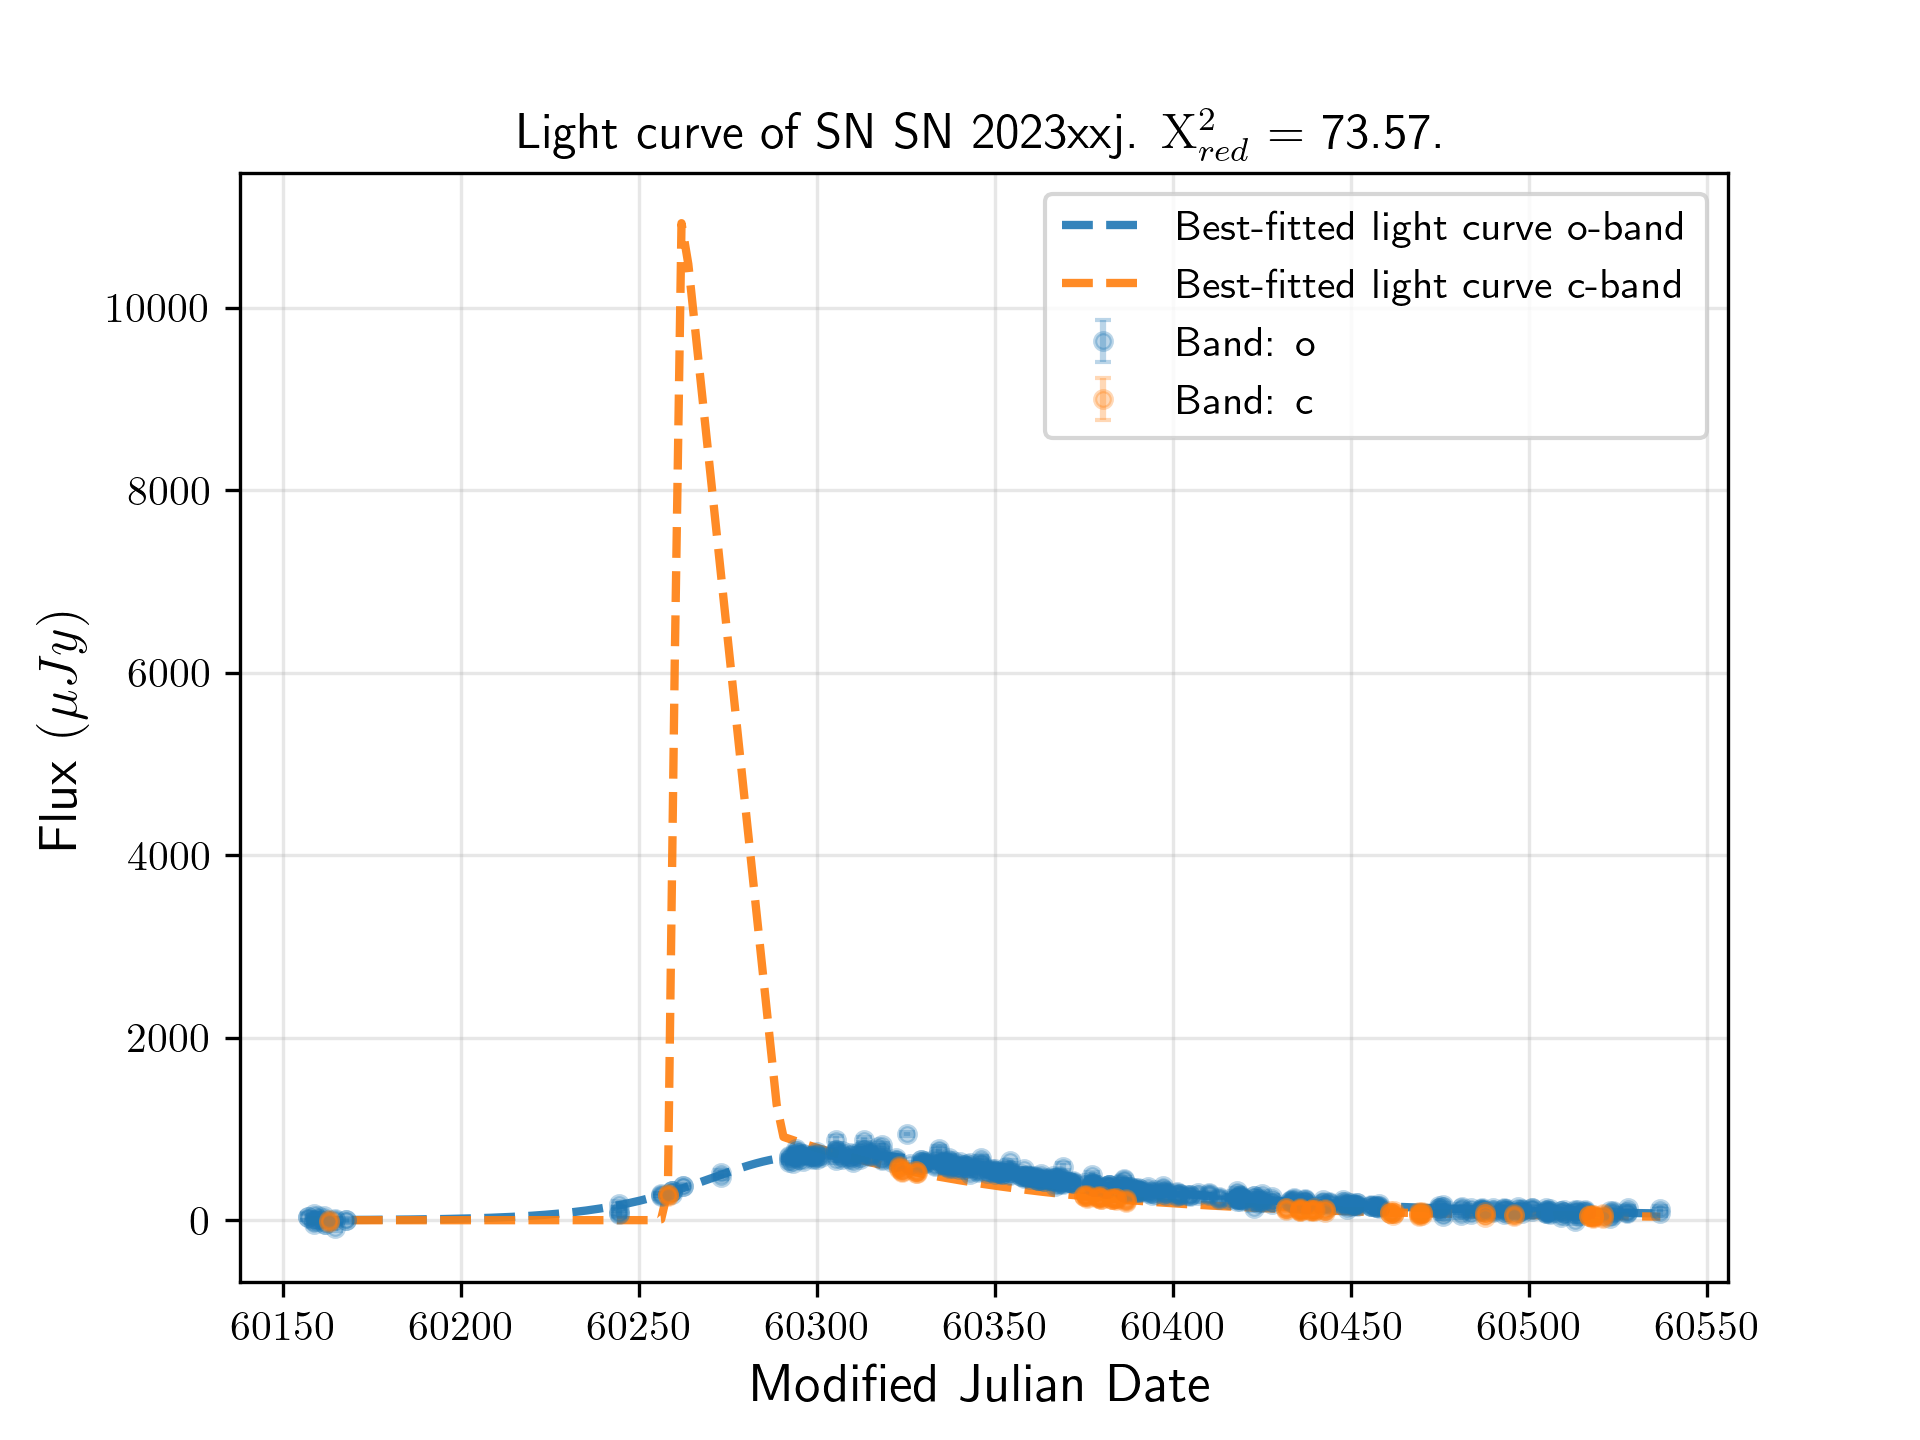 Light curve of SN SN 2023xxj. X²red = 73.57.
Best-fitted light curve o-band
Best-fitted light curve c-band
Band: o
Band: c
10000
8000
6000
4000
2000
0
Flux (μJy)
60150 60200 60250 60300 60350 60400 60450 60500 60550
Modified Julian Date